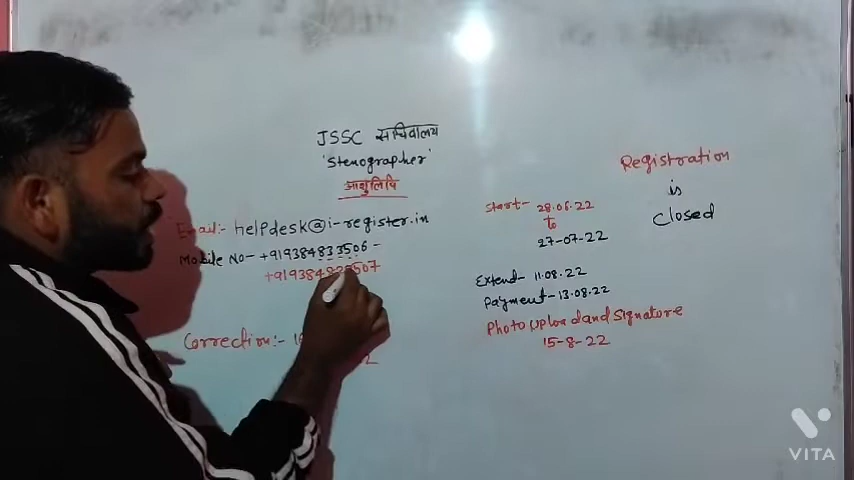 JSSC सचिवालय
'Stenographer'
आशुलिपि
Email:- helpdesk@i-register.in
Mobile No- +919384833506 -
Correction:-
Registration
is
closed
Start- 28.06.22
to
27-07-22
Extend- 11.08.22
Payment- 13.08.22
Photo Upload and Signature
15-8-22
VITA